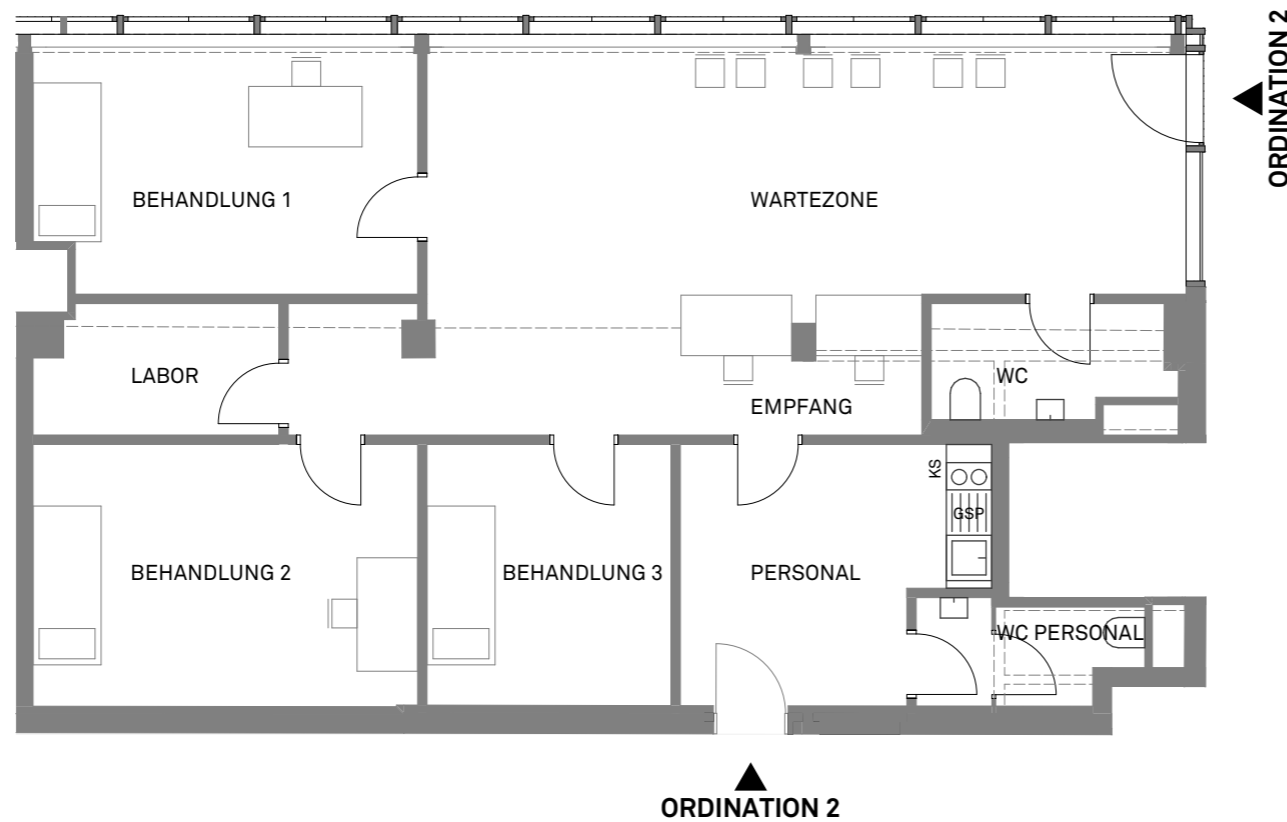 ORDINATION 2
BEHANDLUNG 1
WARTEZONE
LABOR
WC
EMPFANG
KS
GSP
BEHANDLUNG 2
BEHANDLUNG 3
PERSONAL
WC PERSONAL
ORDINATION 2